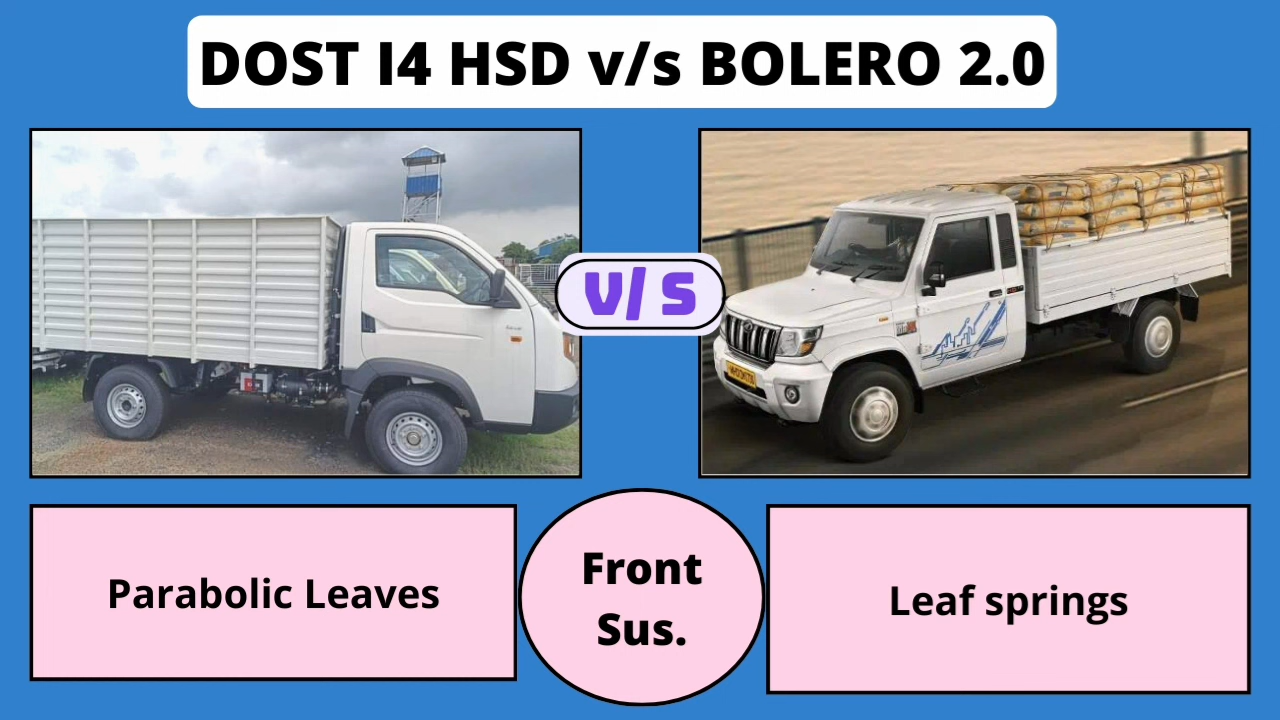 DOST I4 HSD v/s BOLERO 2.0
V/S
Parabolic Leaves
Front
Sus.
Leaf springs